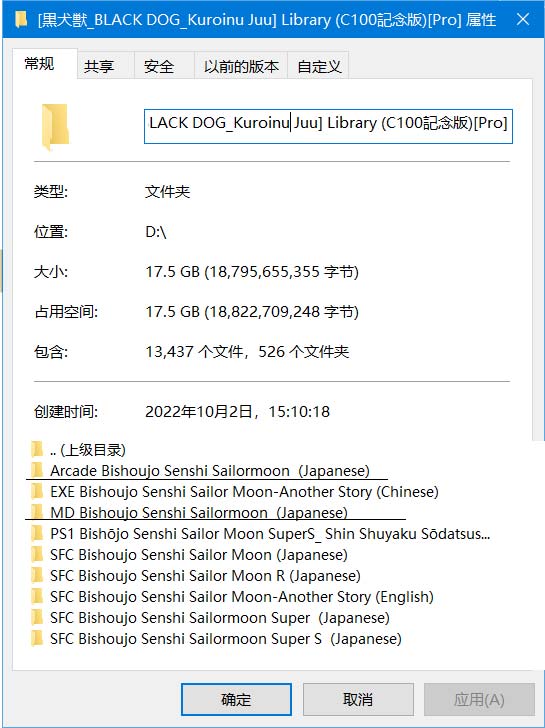 [黒犬獣_BLACK DOG_Kuroinu Juu] Library (C100記念版)[Pro] 属性
常规 共享 安全 以前的版本 自定义
LACK DOG_Kuroinu Juu] Library (C100記念版)[Pro]
类型: 文件夹
位置: D:\
大小: 17.5 GB (18,795,655,355 字节)
占用空间: 17.5 GB (18,822,709,248 字节)
包含: 13,437 个文件，526 个文件夹
创建时间: 2022年10月2日，15:10:18
.. (上级目录)
Arcade Bishoujo Senshi Sailormoon（Japanese)
EXE Bishoujo Senshi Sailor Moon-Another Story (Chinese)
MD Bishoujo Senshi Sailormoon（Japanese)
PS1 Bishōjo Senshi Sailor Moon SuperS_ Shin Shuyaku Sōdatsus...
SFC Bishoujo Senshi Sailor Moon (Japanese)
SFC Bishoujo Senshi Sailor Moon R (Japanese)
SFC Bishoujo Senshi Sailor Moon-Another Story (English)
SFC Bishoujo Senshi Sailormoon Super（Japanese)
SFC Bishoujo Senshi Sailormoon Super S（Japanese)
确定 取消 应用(A)